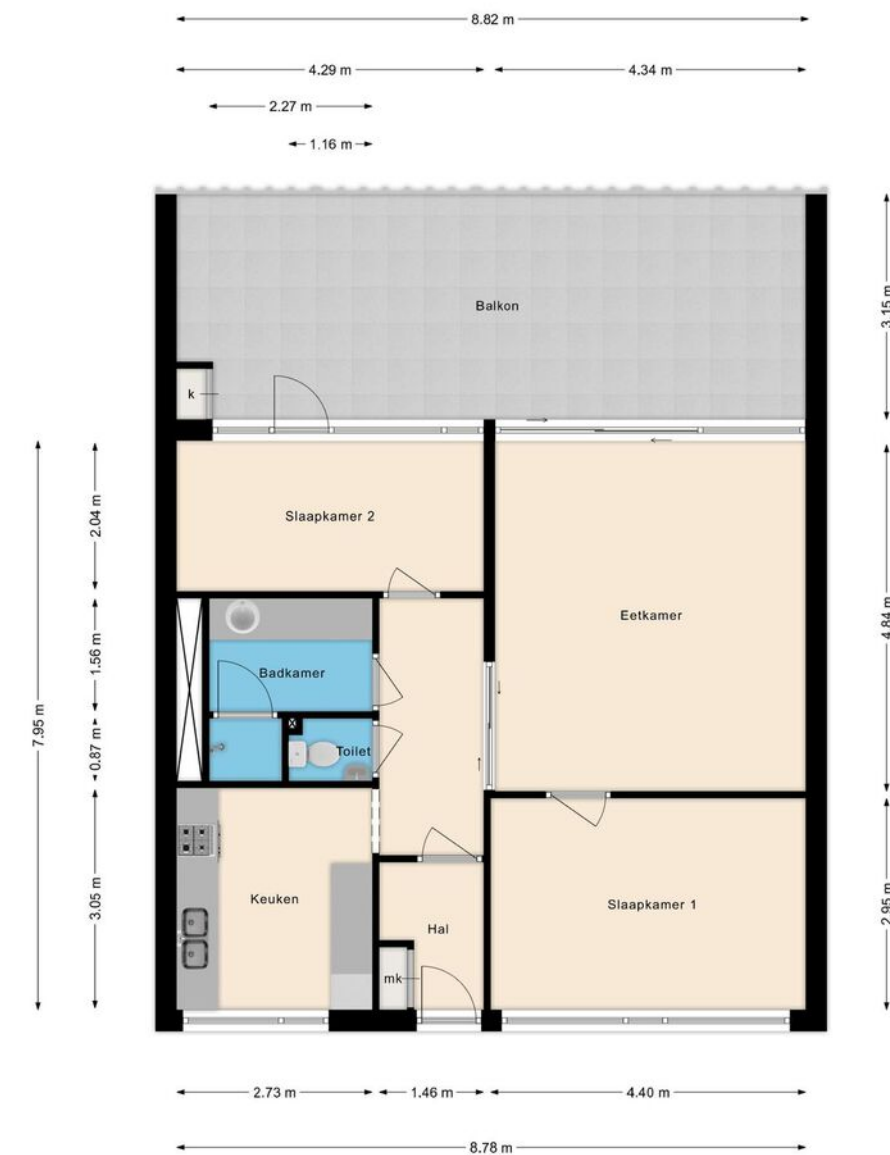 8.82 m
4.29 m
4.34 m
2.27 m
1.16 m
3.15 m
Balkon
k
2.04 m
Slaapkamer 2
4.84 m
Eetkamer
1.56 m
Badkamer
7.95 m
0.87 m
Toilet
3.05 m
Keuken
Slaapkamer 1
2.95 m
Hal
mk
2.73 m
1.46 m
4.40 m
8.78 m